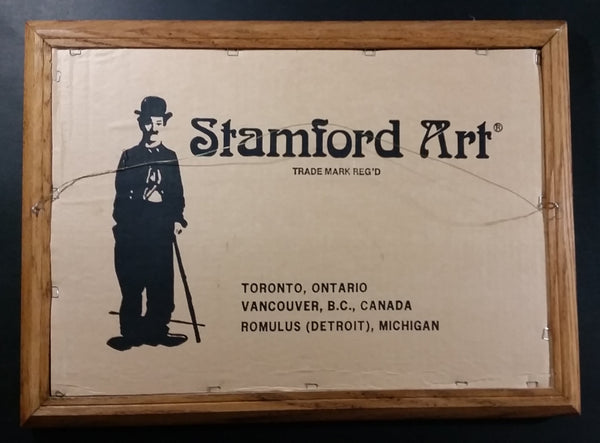 Stamford Art®
TRADE MARK REG'D
TORONTO, ONTARIO
VANCOUVER, B.C., CANADA
ROMULUS (DETROIT), MICHIGAN